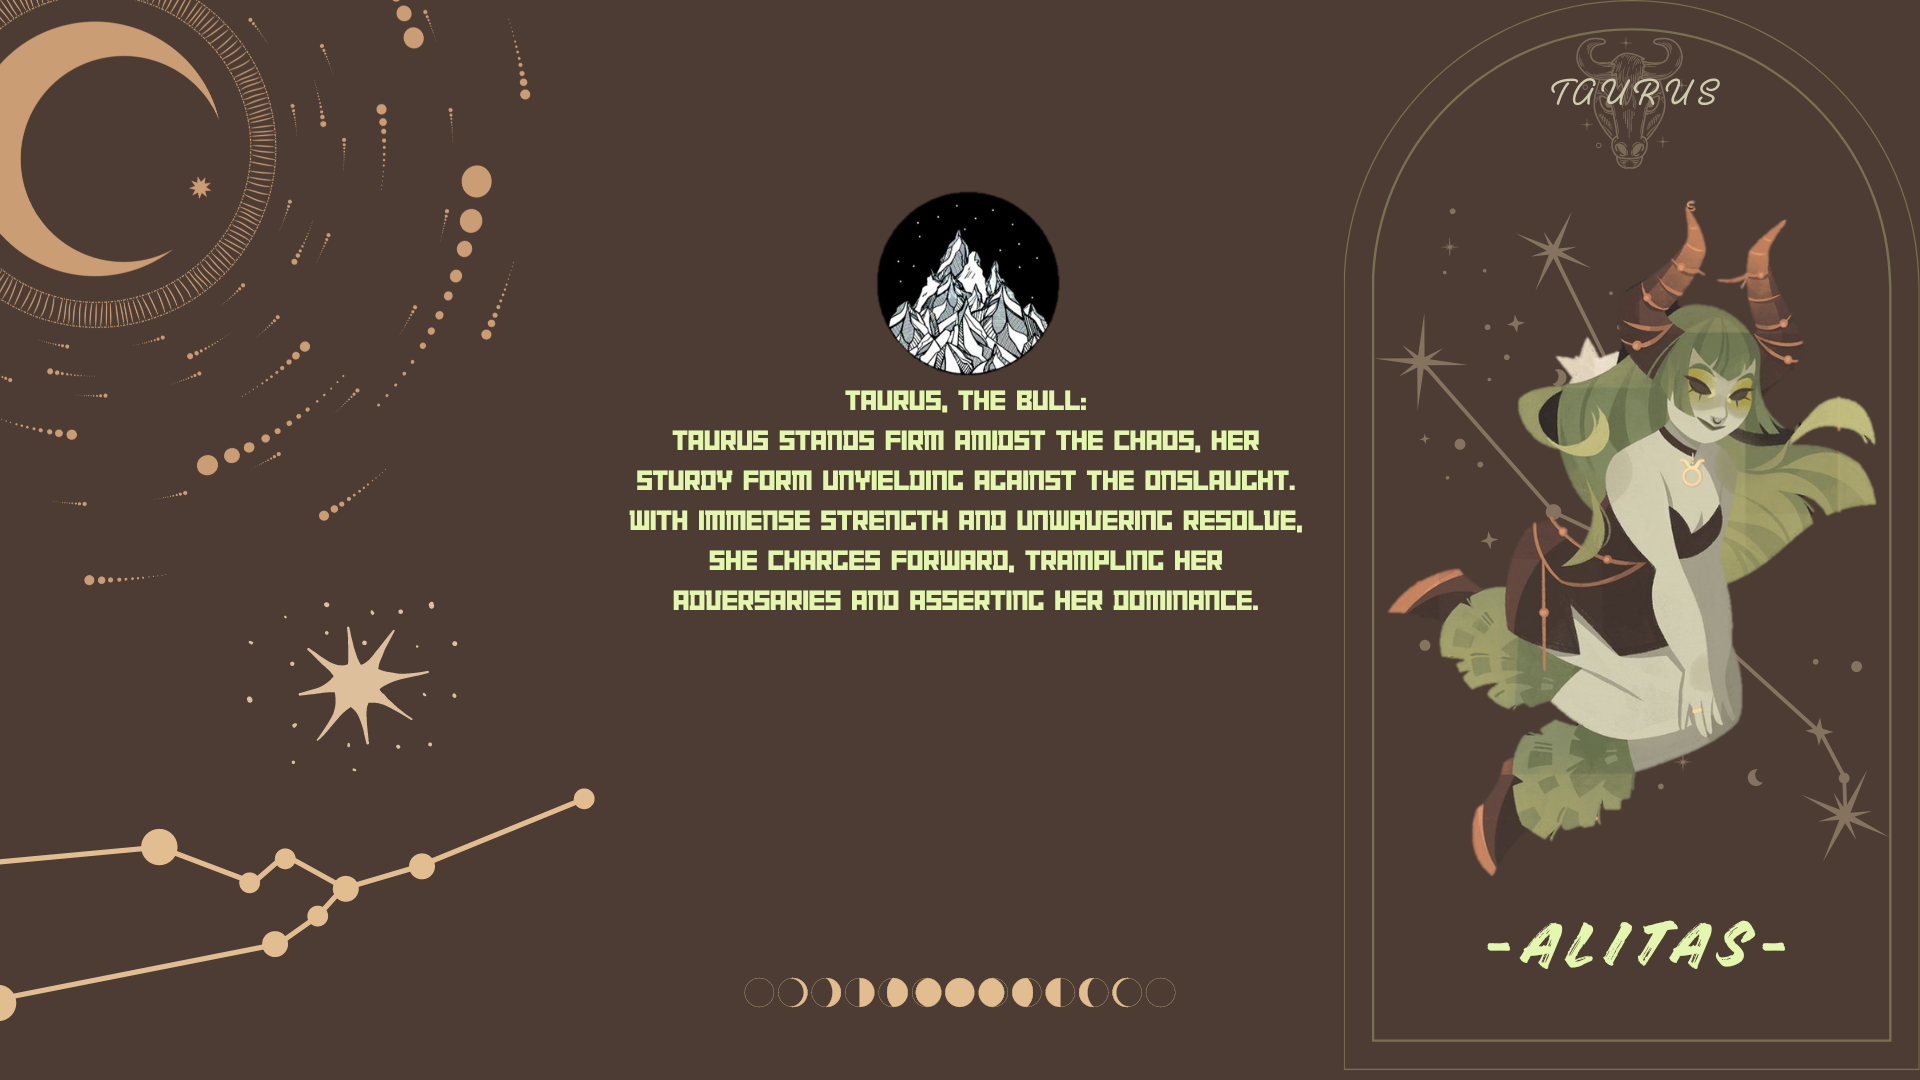 TAURUS
TAURUS, THE BULL:
TAURUS STANDS FIRM AMIDST THE CHAOS, HER
STURDY FORM UNYIELDING AGAINST THE ONSLAUGHT.
WITH IMMENSE STRENGTH AND UNWAVERING RESOLVE,
SHE CHARGES FORWARD, TRAMPLING HER
ADVERSARIES AND ASSERTING HER DOMINANCE.
-ALITAS-